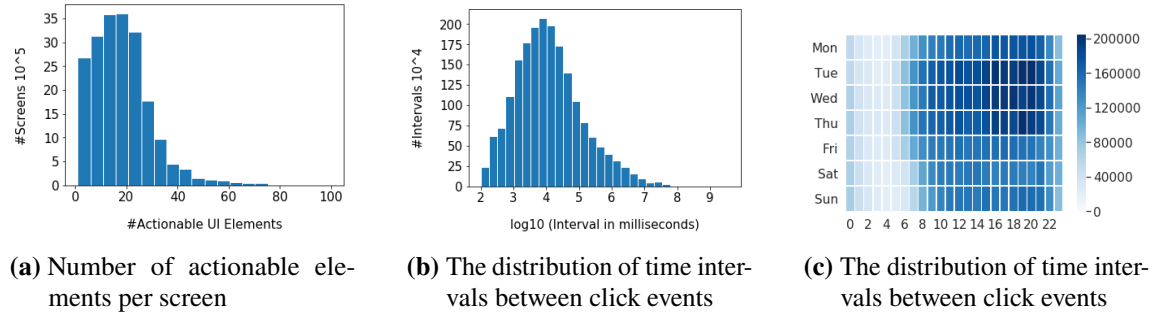 35
30
25
20
15
10
5
0
#Screens 10^5
0 20 40 60 80 100
#Actionable UI Elements
(a) Number of actionable ele-
ments per screen
200
175
150
125
100
75
50
25
0
#Intervals 10^4
2 3 4 5 6 7 8 9
log10 (Interval in milliseconds)
(b) The distribution of time inter-
vals between click events
Mon
Tue
Wed
Thu
Fri
Sat
Sun
0 2 4 6 8 10 12 14 16 18 20 22
200000
160000
120000
80000
40000
0
(c) The distribution of time inter-
vals between click events